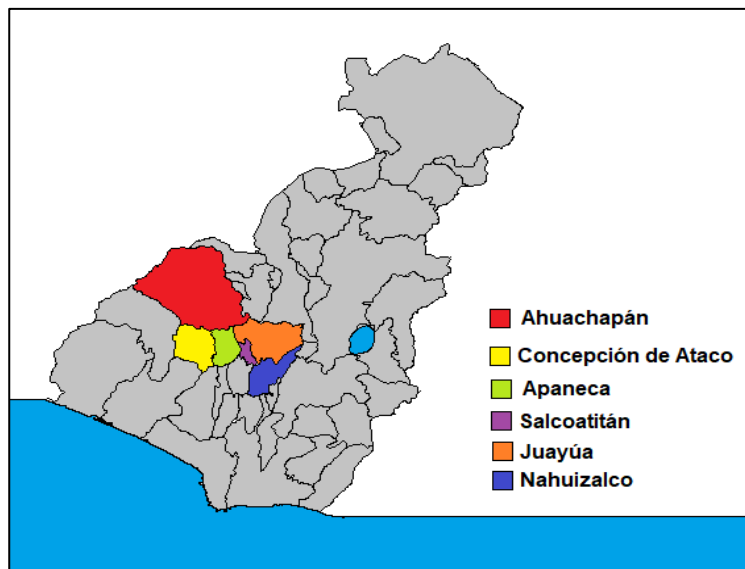 Ahuachapán
Concepción de Ataco
Apaneca
Salcoatitán
Juayúa
Nahuizalco